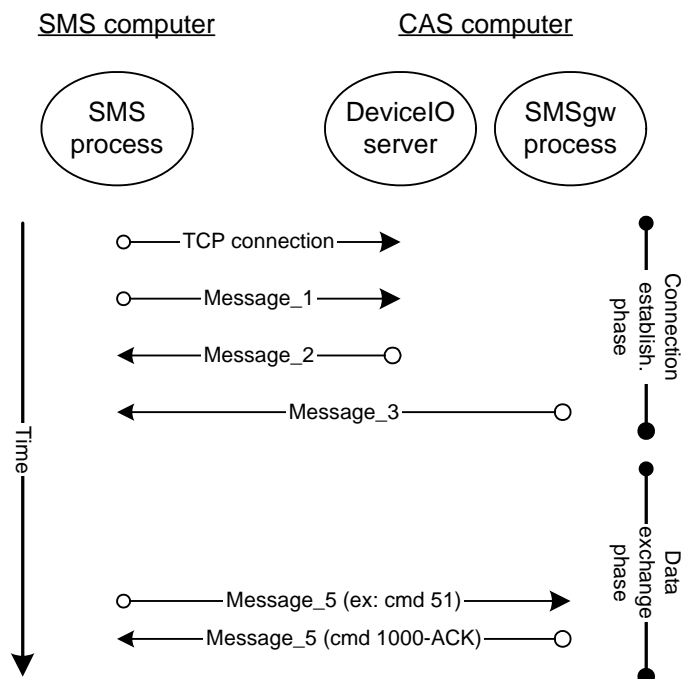 SMS computer
CAS computer
SMS
process
DeviceIO
server
SMSgw
process
TCP connection
Message_1
Message_2
Message_3
Connection
establish.
phase
Time
Data
exchange
phase
Message_5 (ex: cmd 51)
Message_5 (cmd 1000-ACK)